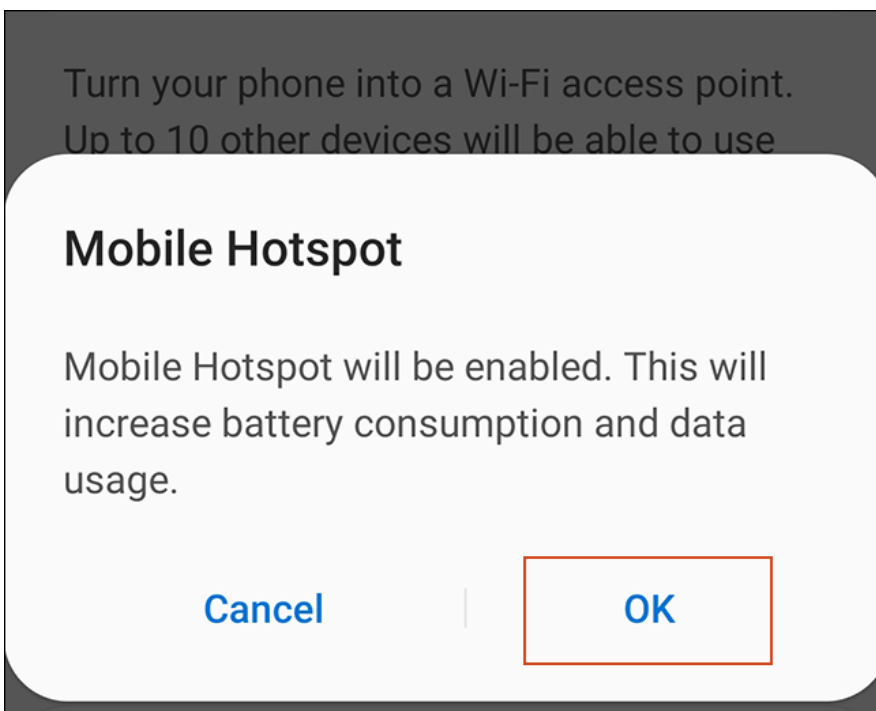 Turn your phone into a Wi-Fi access point.
Up to 10 other devices will be able to use
Mobile Hotspot
Mobile Hotspot will be enabled. This will
increase battery consumption and data
usage.
Cancel
OK